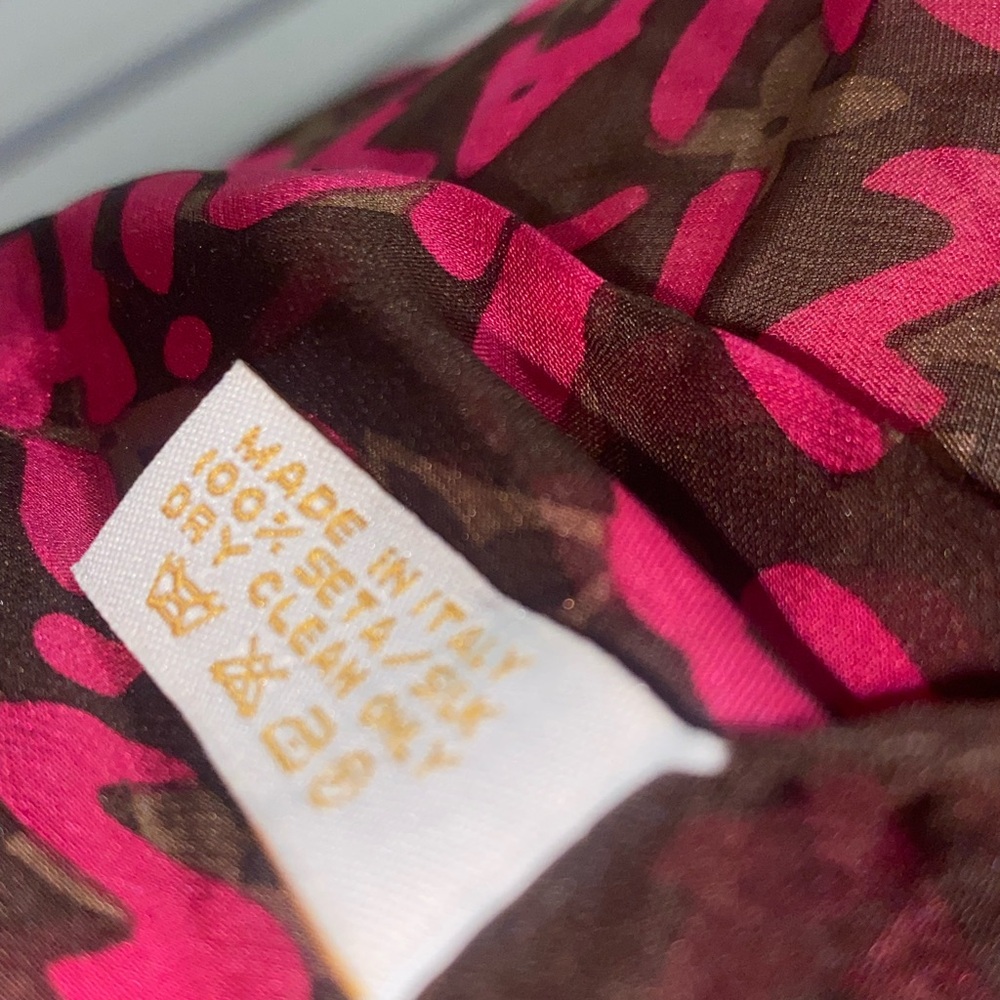 MADE IN ITALY
100% SETA/SILK
DRY CLEAN ONLY